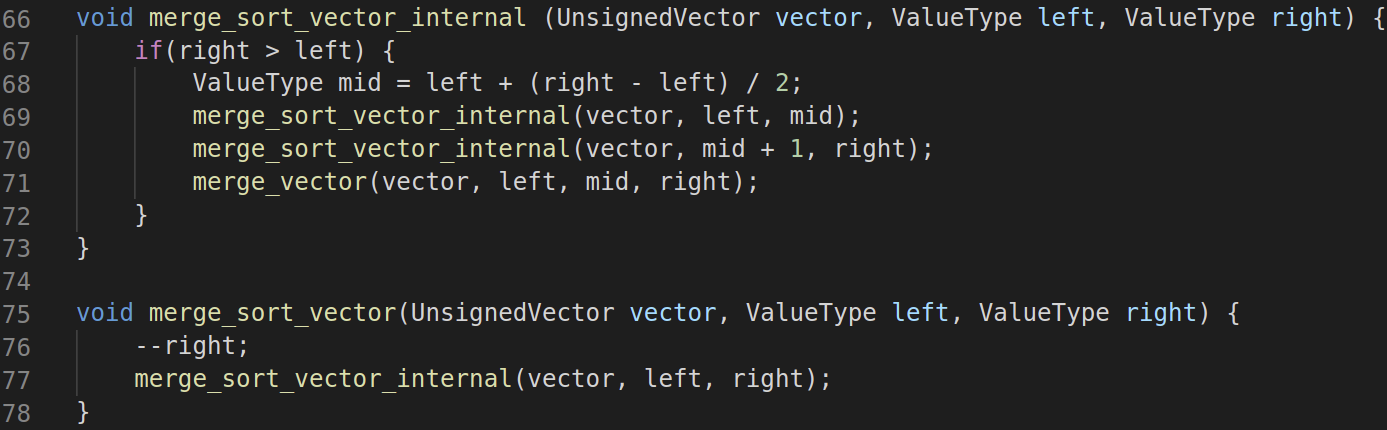 66 void merge_sort_vector_internal (UnsignedVector vector, ValueType left, ValueType right) {
67     if(right > left) {
68         ValueType mid = left + (right - left) / 2;
69         merge_sort_vector_internal(vector, left, mid);
70         merge_sort_vector_internal(vector, mid + 1, right);
71         merge_vector(vector, left, mid, right);
72     }
73 }
74
75 void merge_sort_vector(UnsignedVector vector, ValueType left, ValueType right) {
76     --right;
77     merge_sort_vector_internal(vector, left, right);
78 }